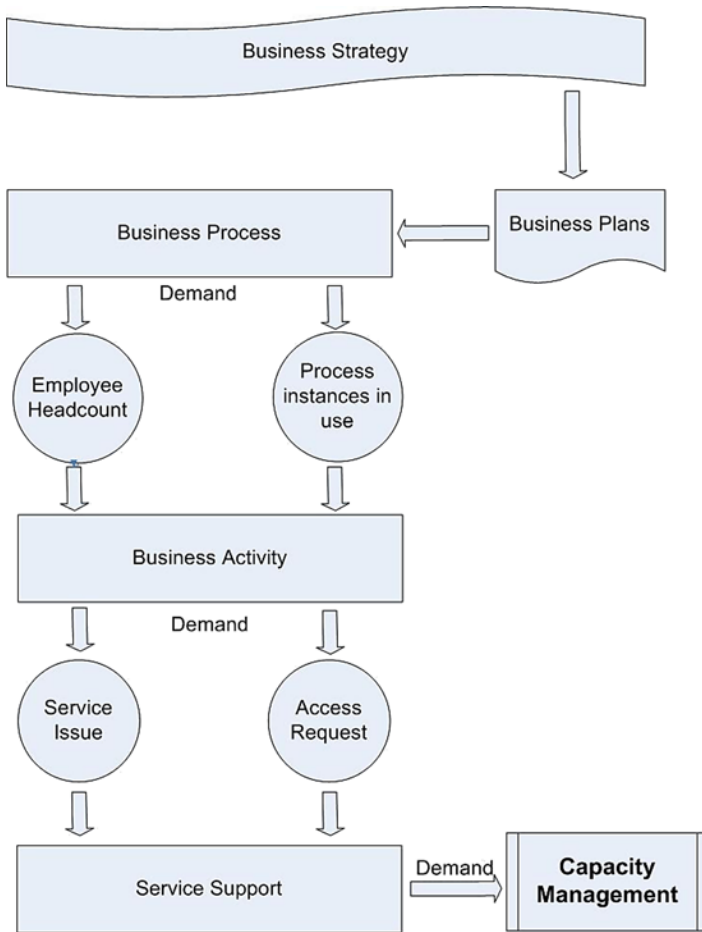 Business Strategy
Business Process
Business Plans
Demand
Employee
Headcount
Process
instances in
use
Business Activity
Demand
Service
Issue
Access
Request
Service Support
Demand
Capacity
Management